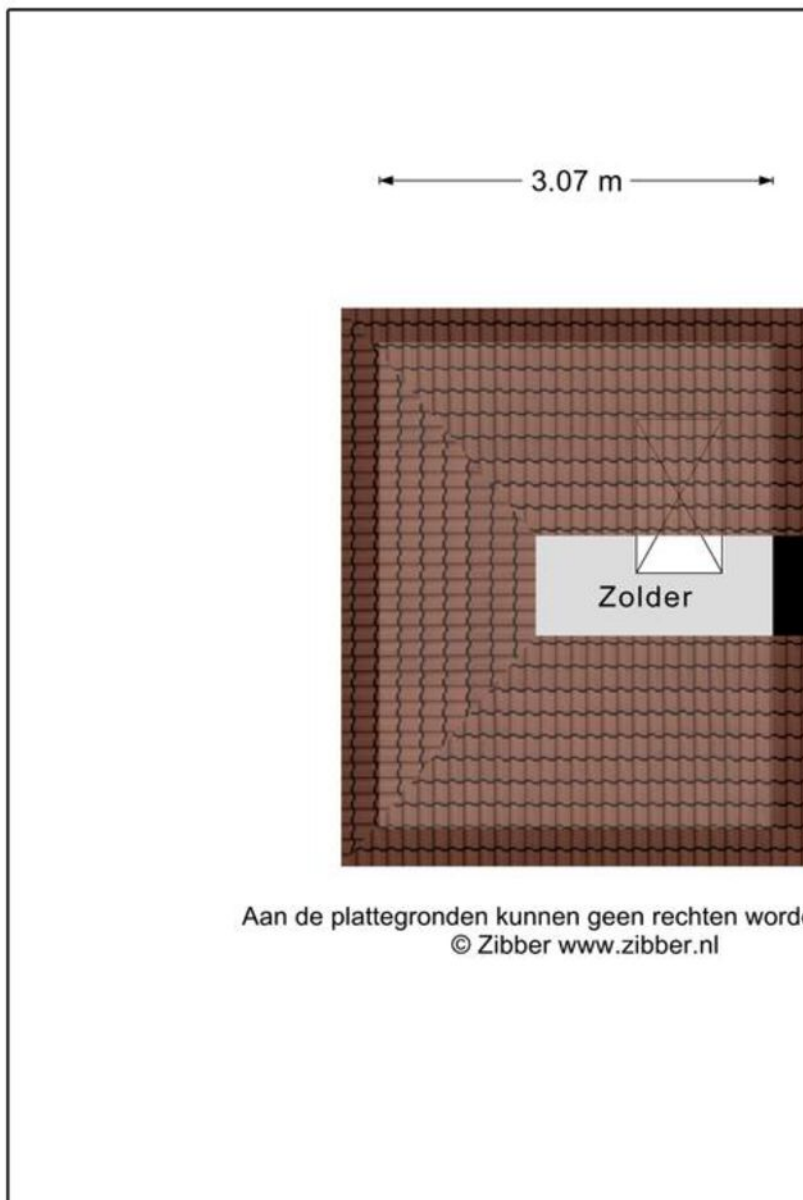 3.07 m
Zolder
Aan de plattegronden kunnen geen rechten
© Zibber www.zibber.nl